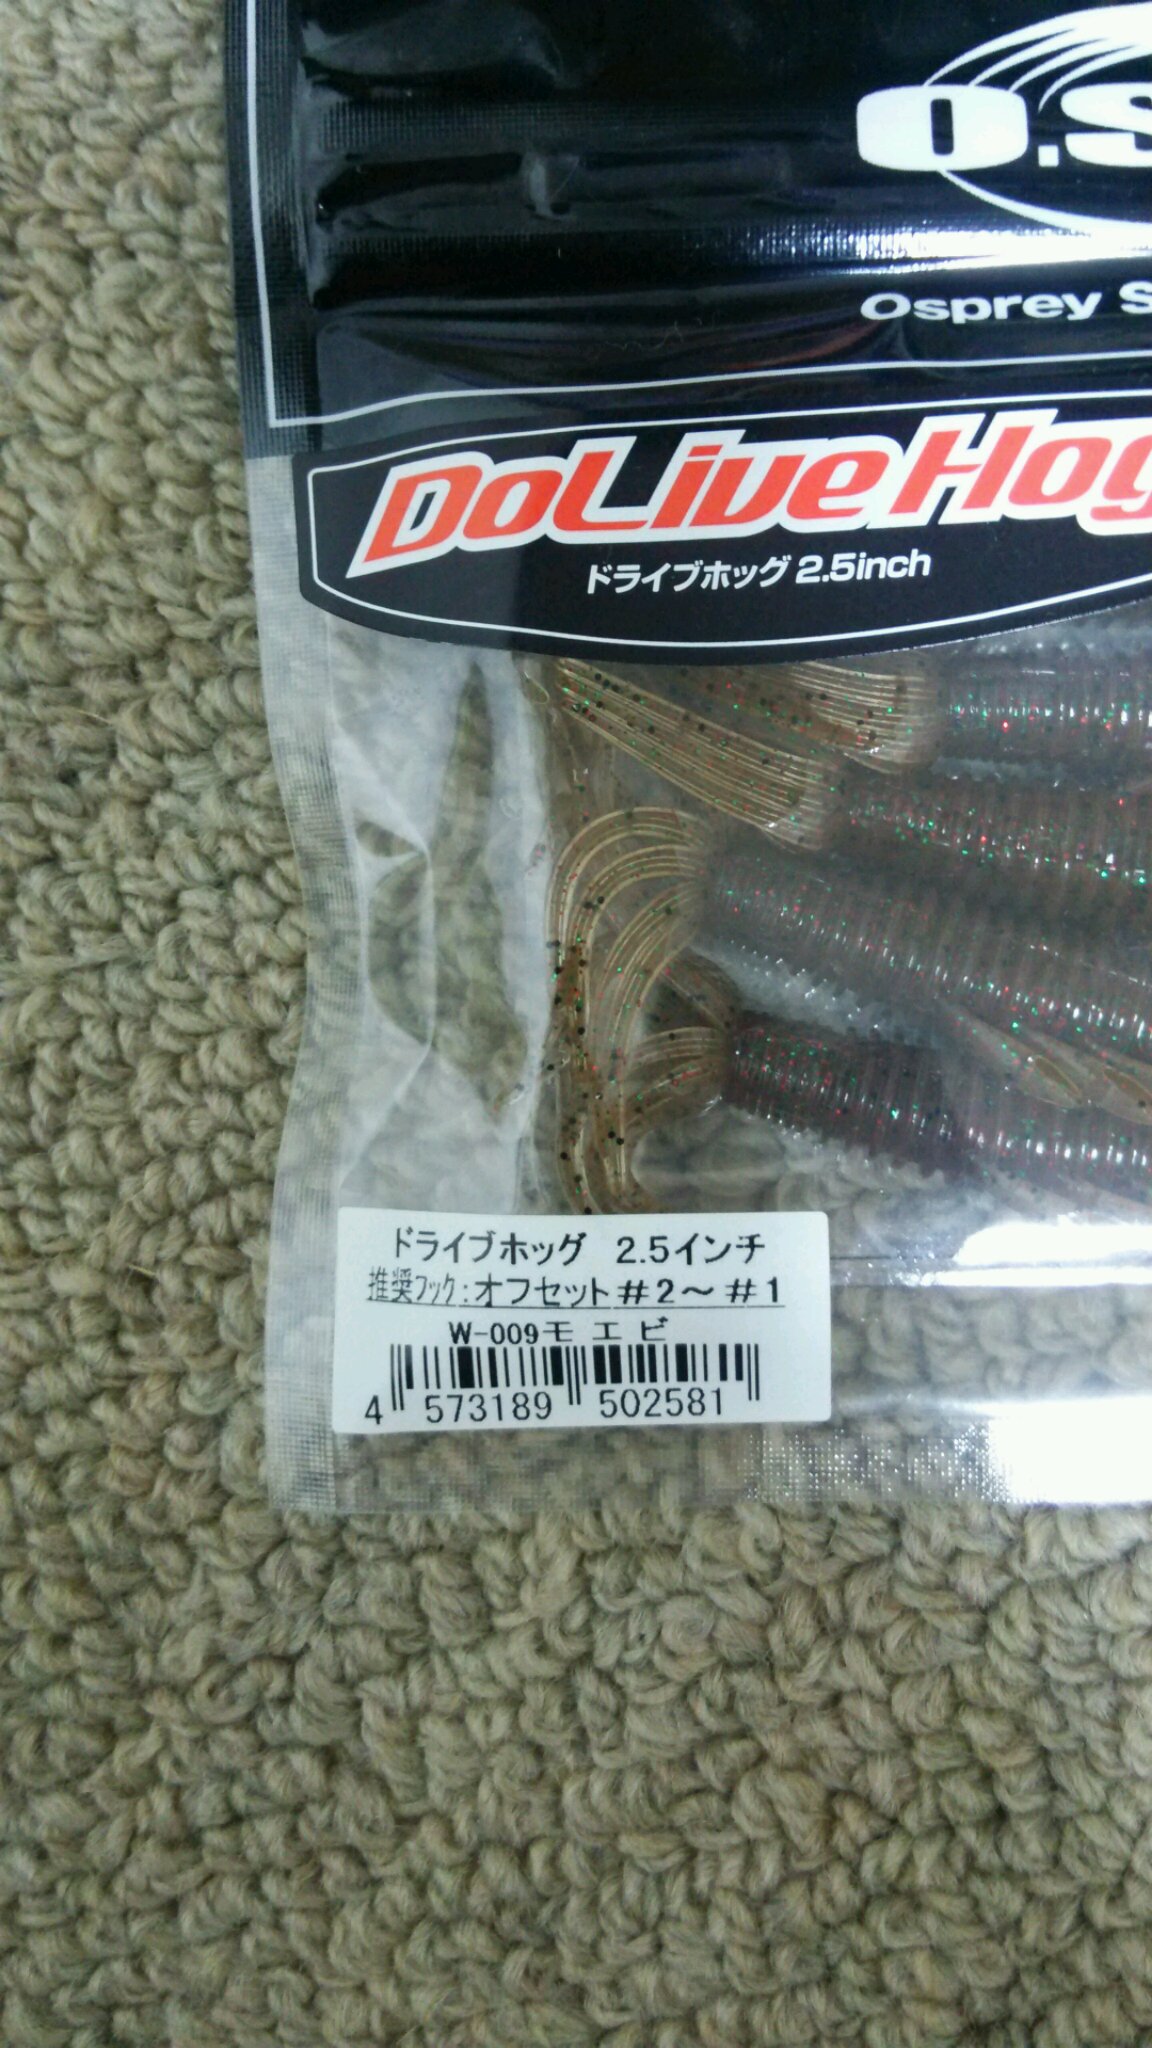 O.S
Osprey S
DoLiveHog
ドライブホッグ 2.5inch
ドライブホッグ 2.5インチ
推奨フック:オフセット#2～#1
W-009モエビ
4 573189 502581